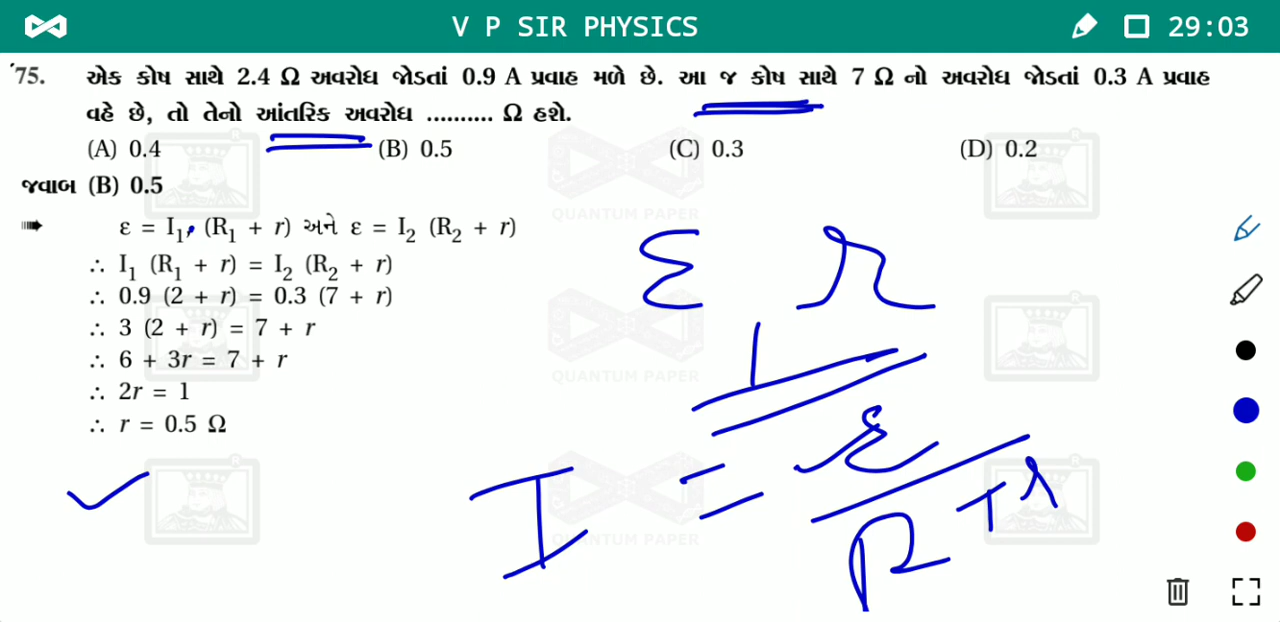 V P SIR PHYSICS
29:03
75. એક કોષ સાથે 2.4 Ω અવરોધ જોડતાં 0.9 A પ્રવાહ મળે છે. આ જ કોષ સાથે 7 Ω નો અવરોધ જોડતાં 0.3 A પ્રવાહ
વહે છે, તો તેનો આંતરિક અવરોધ .......... Ω હશે.
(A) 0.4 (B) 0.5 (C) 0.3 (D) 0.2
જવાબ (B) 0.5
ε = I₁, (R₁ + r) અને ε = I₂ (R₂ + r)
∴ I₁ (R₁ + r) = I₂ (R₂ + r)
∴ 0.9 (2 + r) = 0.3 (7 + r)
∴ 3 (2 + r) = 7 + r
∴ 6 + 3r = 7 + r
∴ 2r = 1
∴ r = 0.5 Ω
ε r
I = ε / R + r
QUANTUM PAPER
QUANTUM PAPER
QUANTUM PAPER